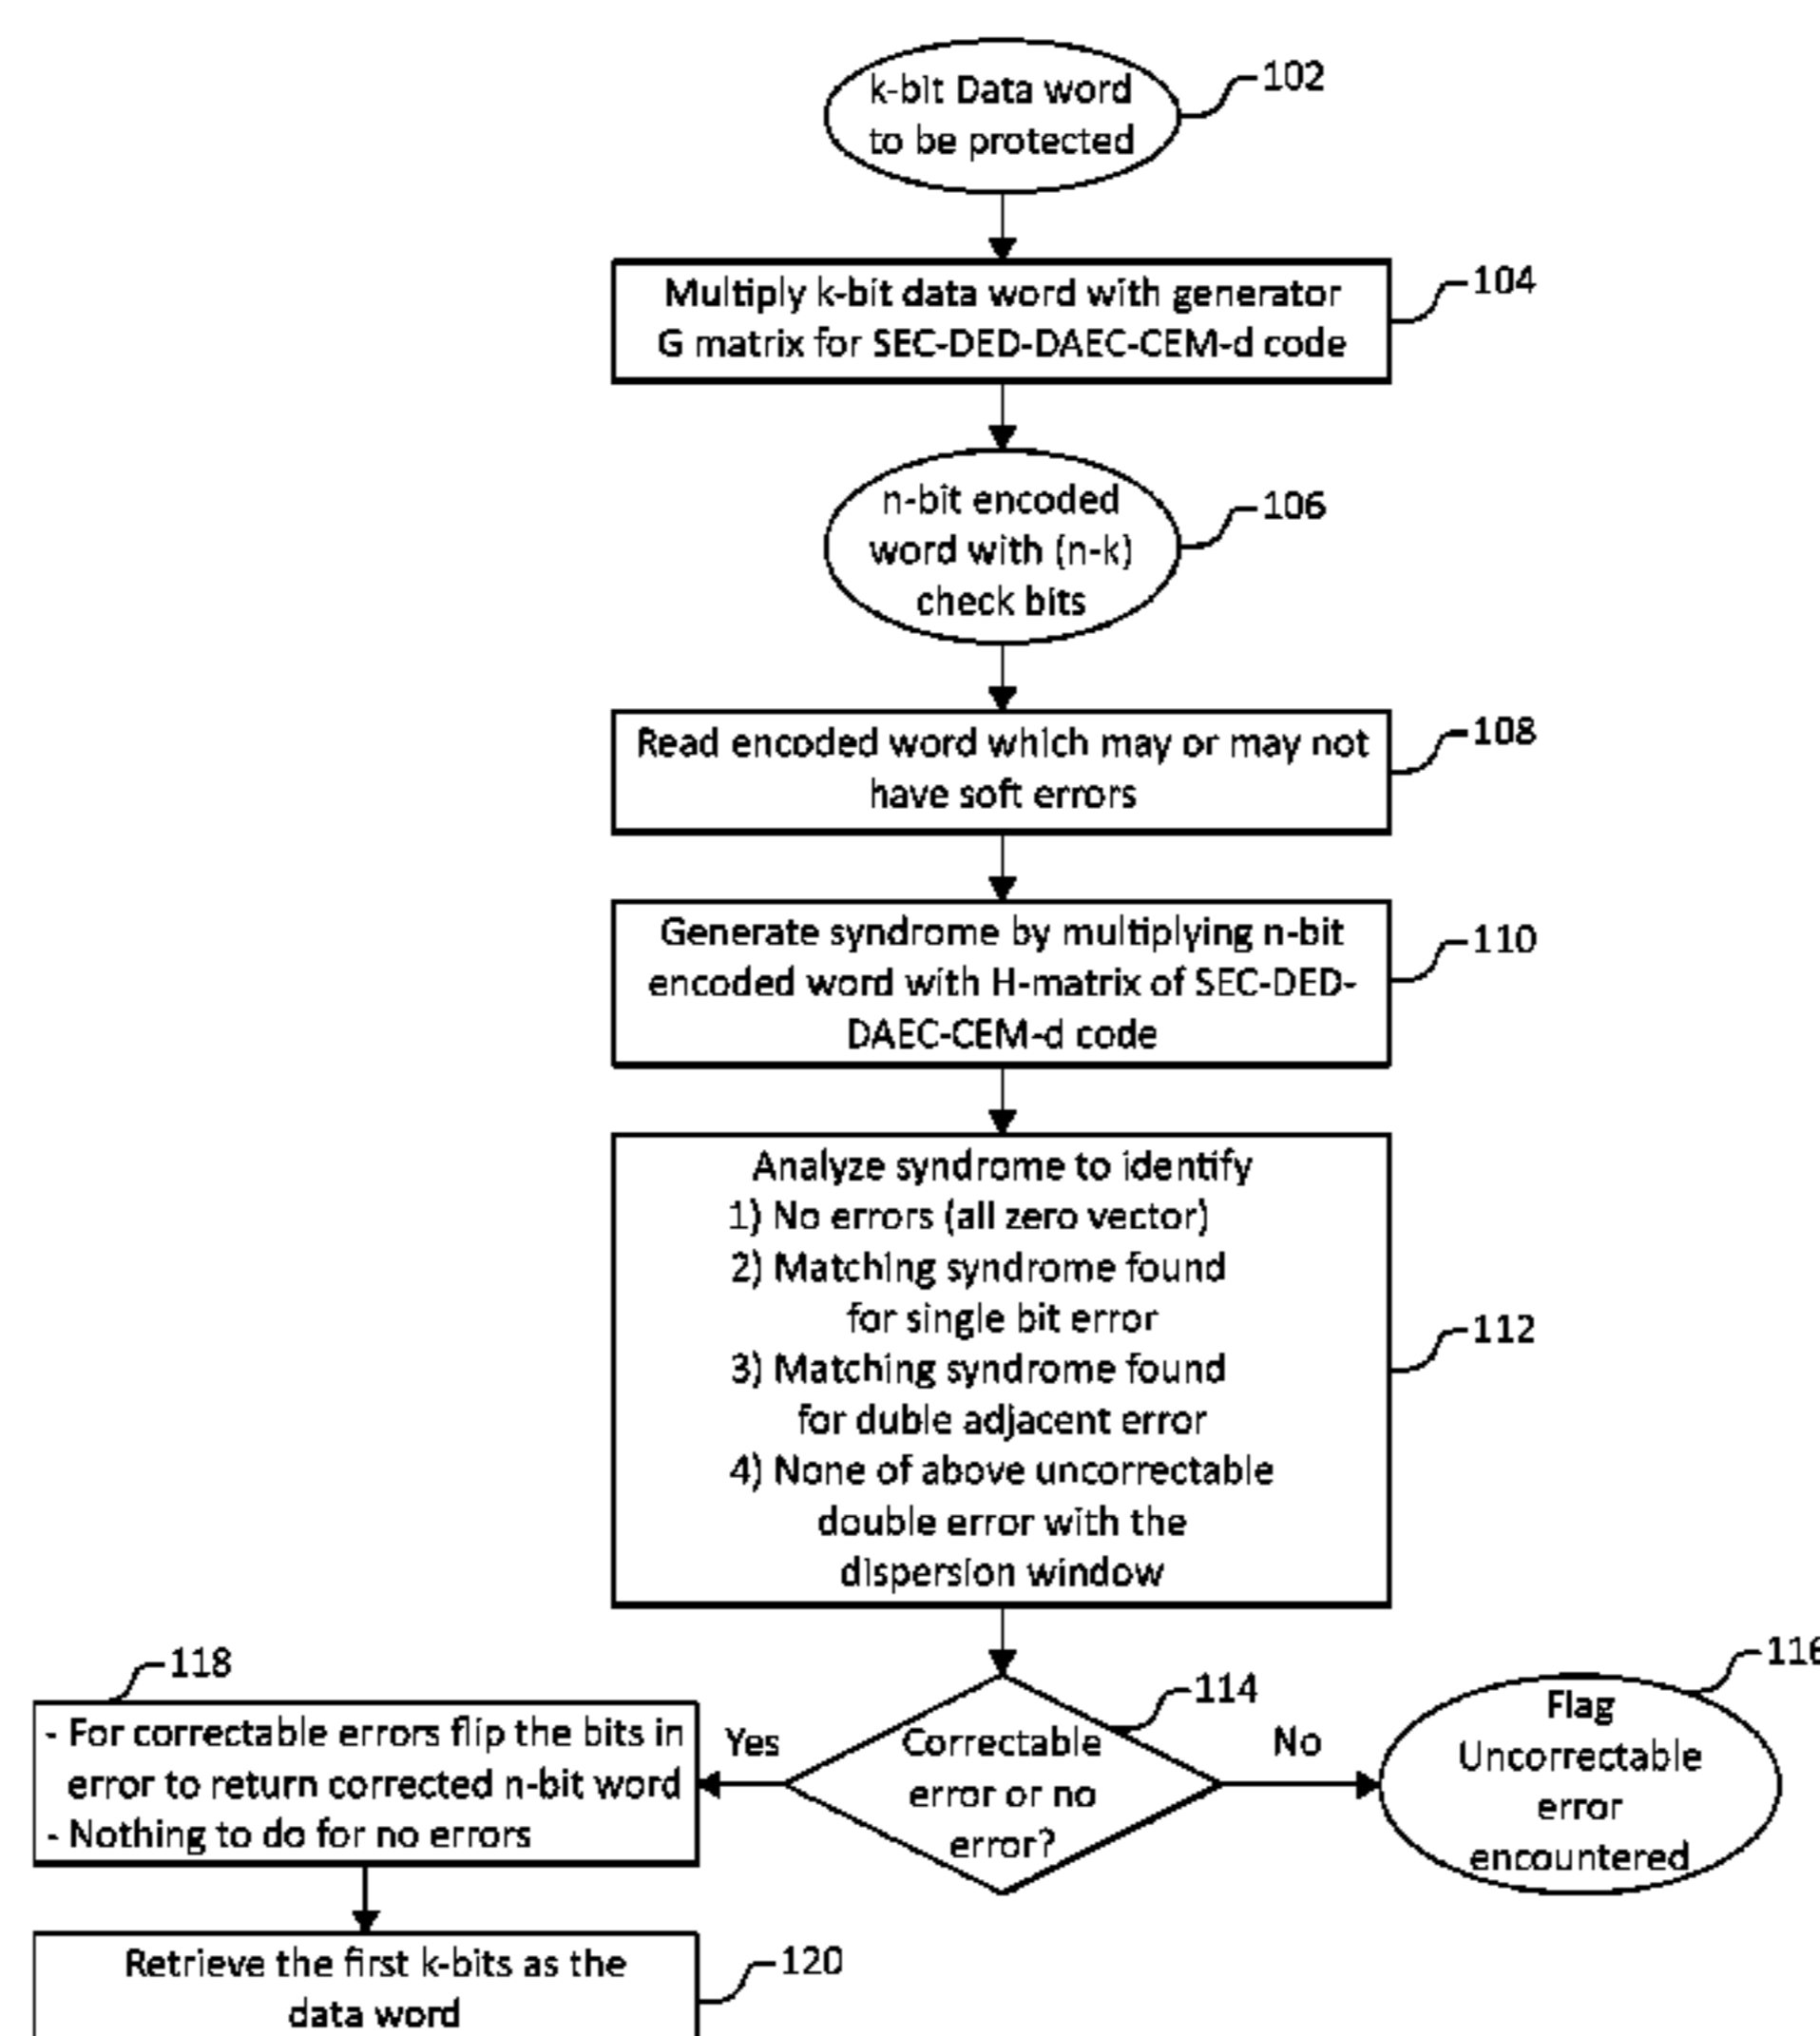 k-bit Data word
to be protected
102
Multiply k-bit data word with generator
G matrix for SEC-DED-DAEC-CEM-d code
104
n-bit encoded
word with (n-k)
check bits
106
Read encoded word which may or may not
have soft errors
108
Generate syndrome by multiplying n-bit
encoded word with H-matrix of SEC-DED-
DAEC-CEM-d code
110
Analyze syndrome to identify
1) No errors (all zero vector)
2) Matching syndrome found
for single bit error
3) Matching syndrome found
for duble adjacent error
4) None of above uncorrectable
double error with the
dispersion window
112
114
Correctable
error or no
error?
Yes
No
116
Flag
Uncorrectable
error
encountered
118
- For correctable errors flip the bits in
error to return corrected n-bit word
- Nothing to do for no errors
Retrieve the first k-bits as the
data word
120